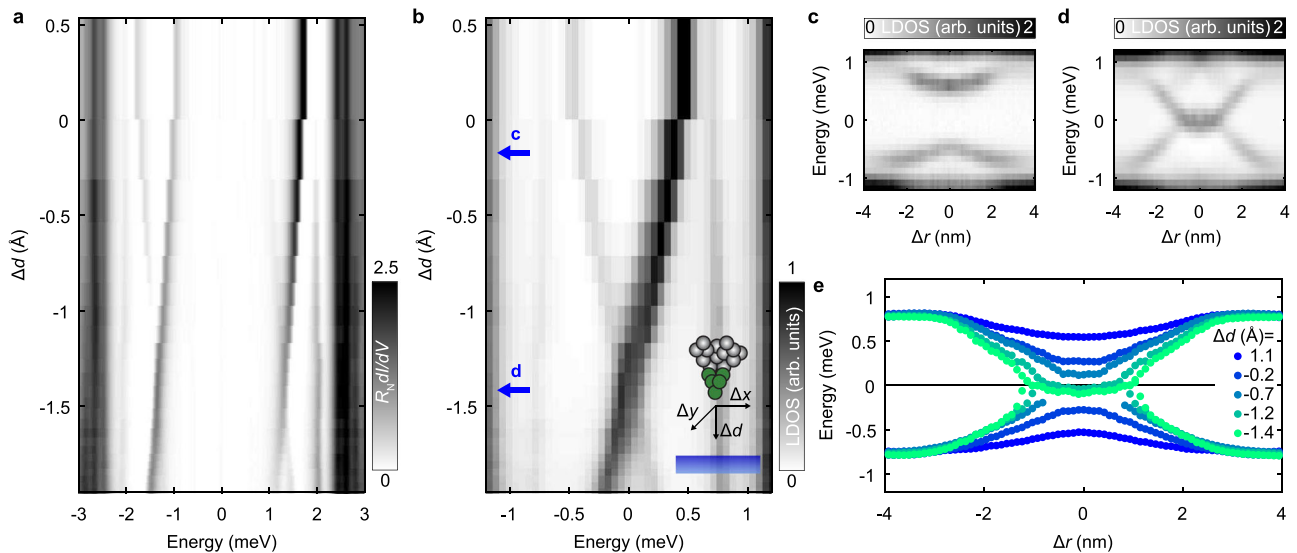 a
0.5
0
-0.5
-1
-1.5
Δd (Å)
-3
-2
-1
0
1
2
3
Energy (meV)
2.5
0
R_N dI/dV
b
0.5
0
-0.5
-1
-1.5
Δd (Å)
c
d
-1
-0.5
0
0.5
1
Energy (meV)
Δx
Δy
Δd
1
0
LDOS (arb. units)
c
0 LDOS (arb. units) 2
1
0
-1
Energy (meV)
-4
-2
0
2
4
Δr (nm)
d
0 LDOS (arb. units) 2
1
0
-1
Energy (meV)
-4
-2
0
2
4
Δr (nm)
e
1
0.5
0
-0.5
-1
Energy (meV)
Δd (Å)=
1.1
-0.2
-0.7
-1.2
-1.4
-4
-2
0
2
4
Δr (nm)